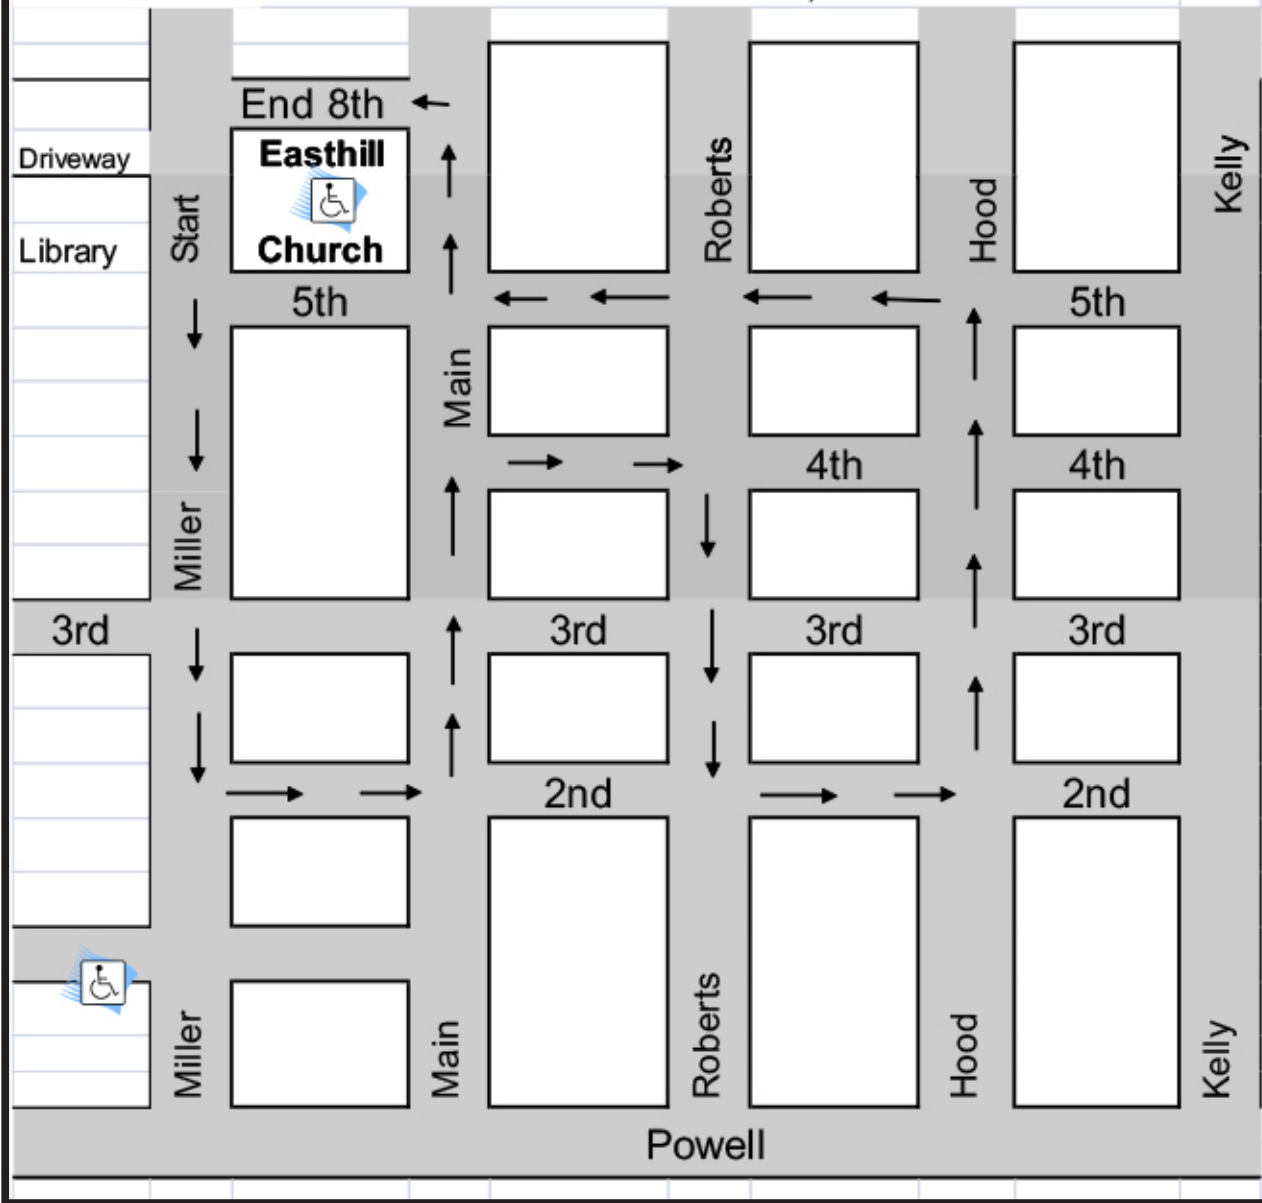 End 8th
Easthill
Driveway
Church
Library
Start
Roberts
Hood
Kelly
5th
5th
Main
4th
4th
Miller
3rd
3rd
3rd
3rd
2nd
2nd
Miller
Main
Roberts
Hood
Kelly
Powell